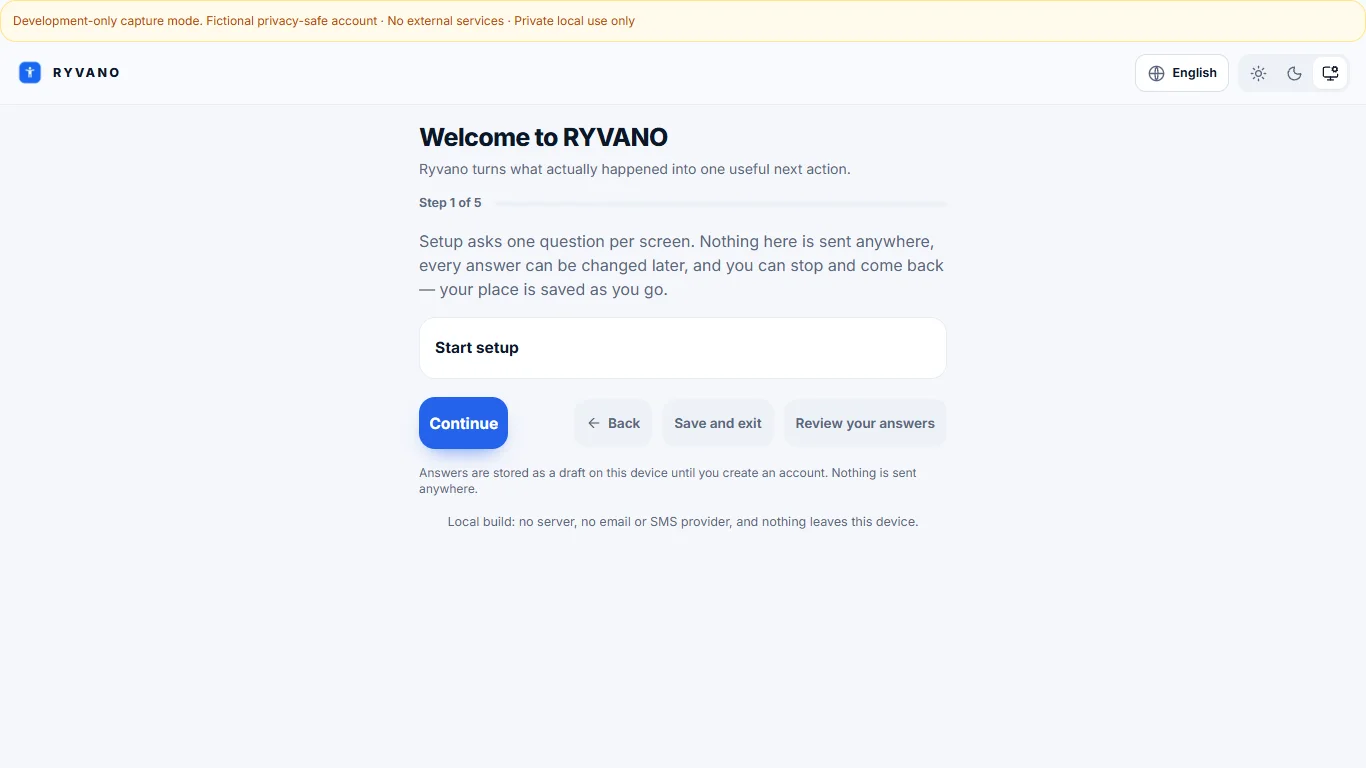 Development-only capture mode. Fictional privacy-safe account · No external services · Private local use only
RYVANO
English
Welcome to RYVANO
Ryvano turns what actually happened into one useful next action.
Step 1 of 5
Setup asks one question per screen. Nothing here is sent anywhere,
every answer can be changed later, and you can stop and come back
— your place is saved as you go.
Start setup
Continue
Back
Save and exit
Review your answers
Answers are stored as a draft on this device until you create an account. Nothing is sent
anywhere.
Local build: no server, no email or SMS provider, and nothing leaves this device.